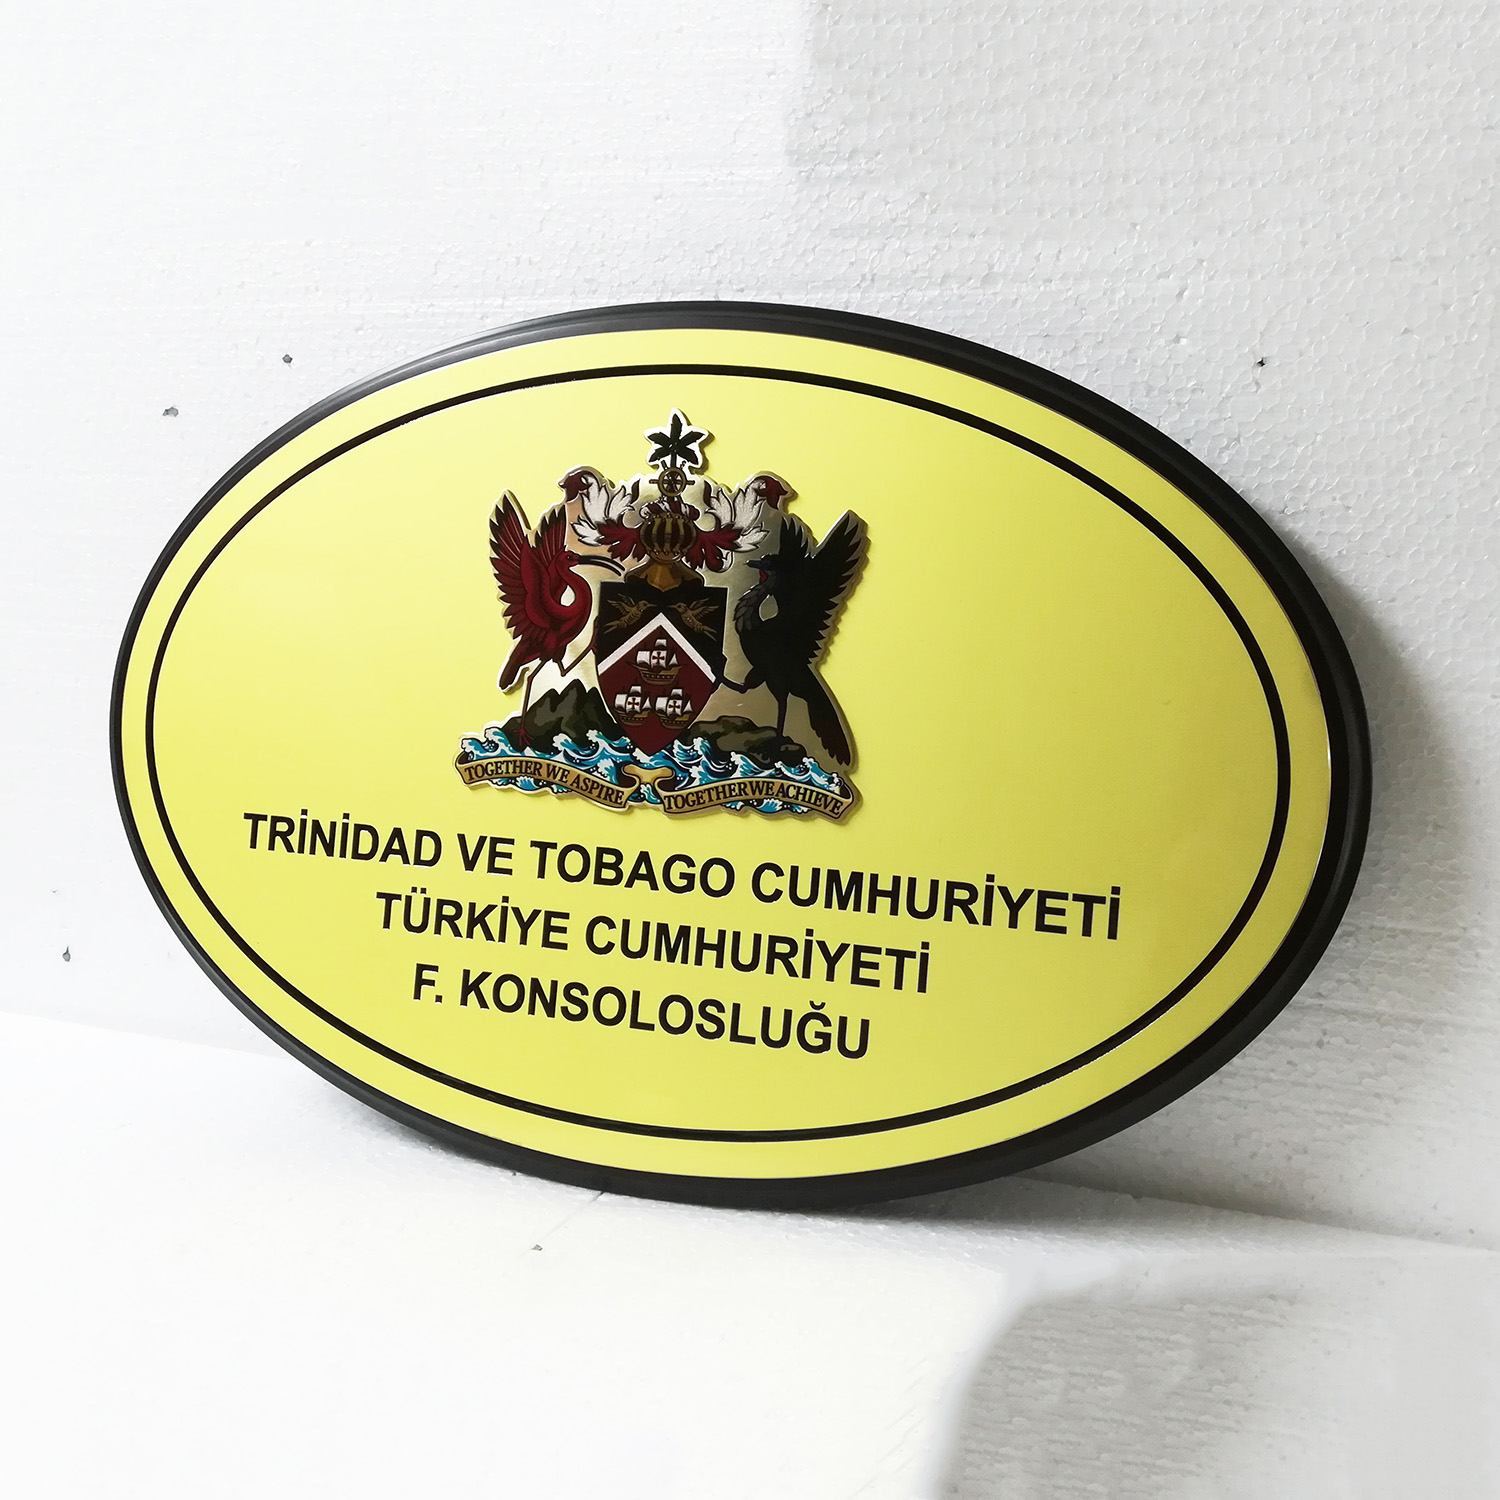 TOGETHER WE ASPIRE TOGETHER WE ACHIEVE
TRİNİDAD VE TOBAGO CUMHURİYETİ
TÜRKİYE CUMHURİYETİ
F. KONSOLOSLUĞU